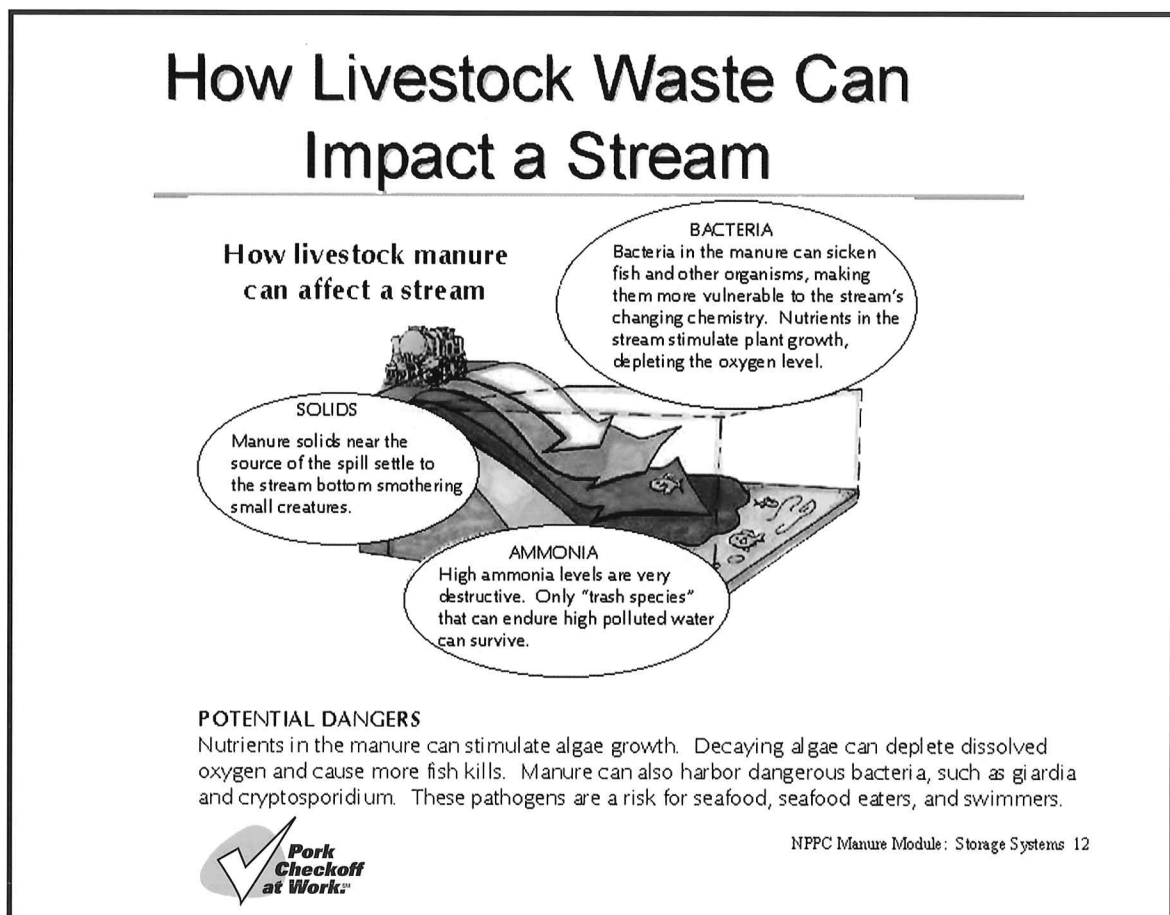 How Livestock Waste Can
Impact a Stream
How livestock manure
can affect a stream
BACTERIA
Bacteria in the manure can sicken
fish and other organisms, making
them more vulnerable to the stream's
changing chemistry. Nutrients in the
stream stimulate plant growth,
depleting the oxygen level.
SOLIDS
Manure solids near the
source of the spill settle to
the stream bottom smothering
small creatures.
AMMONIA
High ammonia levels are very
destructive. Only "trash species"
that can endure high polluted water
can survive.
POTENTIAL DANGERS
Nutrients in the manure can stimulate algae growth. Decaying algae can deplete dissolved
oxygen and cause more fish kills. Manure can also harbor dangerous bacteria, such as giardia
and cryptosporidium. These pathogens are a risk for seafood, seafood eaters, and swimmers.
Pork
Checkoff
at Work.℠
NPPC Manure Module: Storage Systems 12